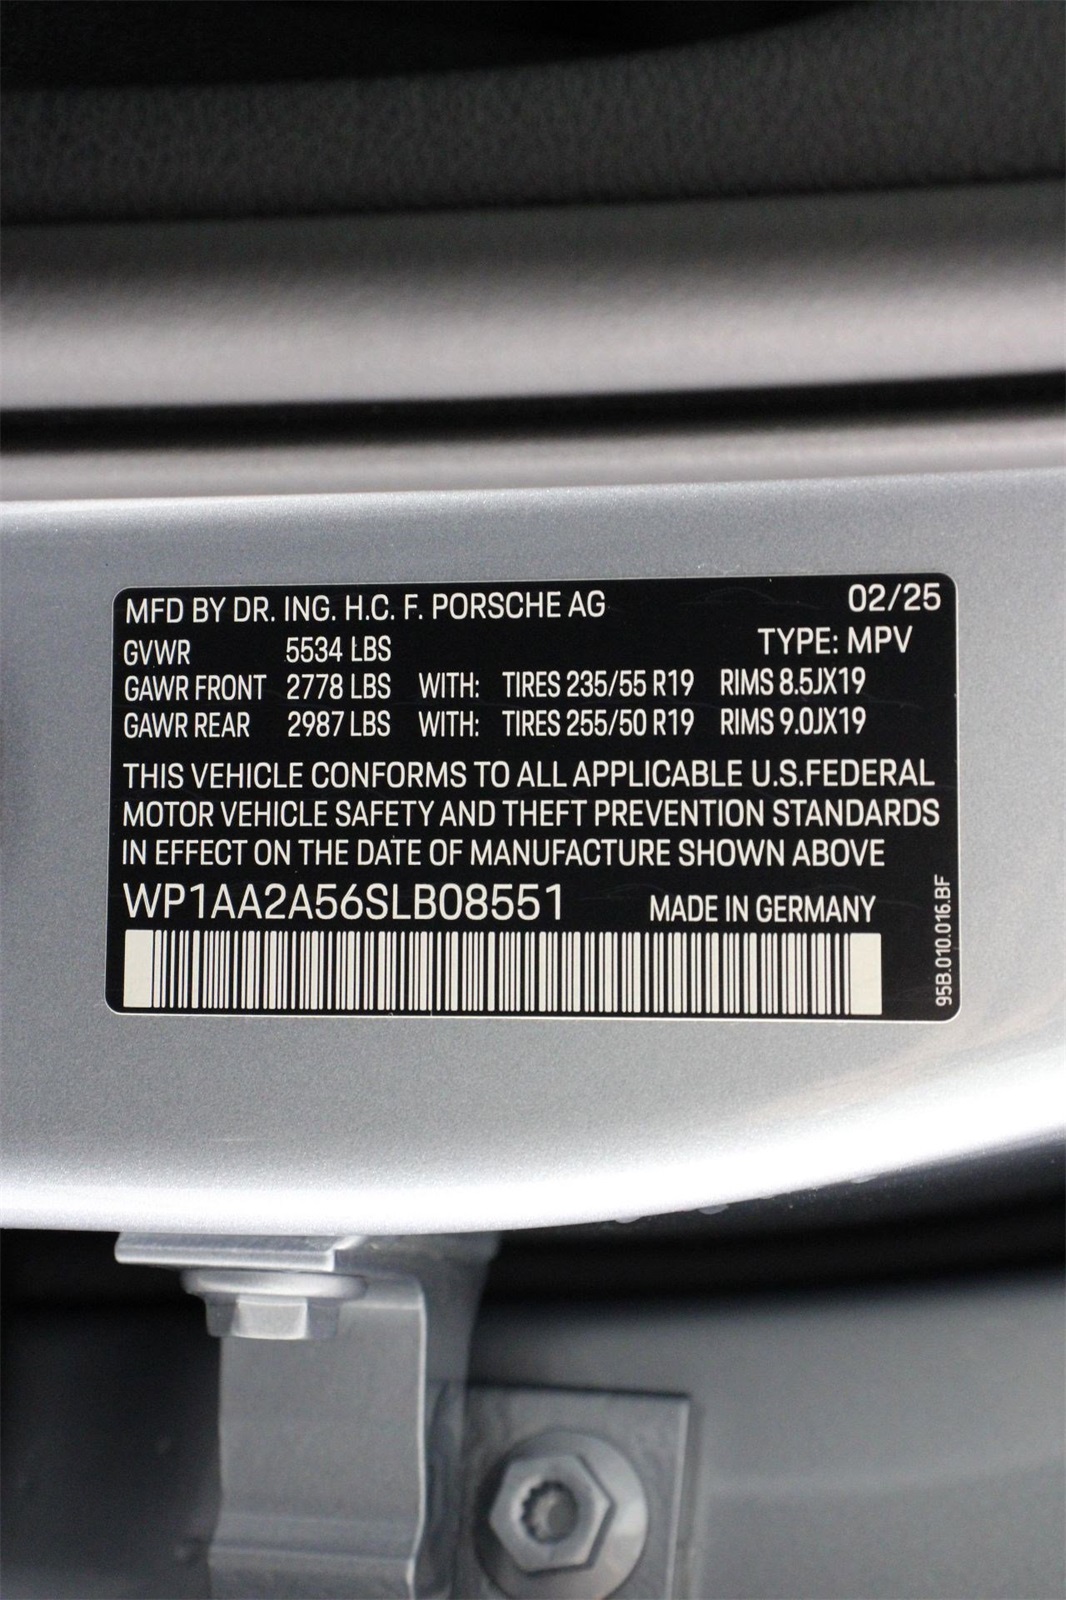 MFD BY DR. ING. H.C. F. PORSCHE AG 02/25
GVWR 5534 LBS TYPE: MPV
GAWR FRONT 2778 LBS WITH: TIRES 235/55 R19 RIMS 8.5JX19
GAWR REAR 2987 LBS WITH: TIRES 255/50 R19 RIMS 9.0JX19
THIS VEHICLE CONFORMS TO ALL APPLICABLE U.S.FEDERAL
MOTOR VEHICLE SAFETY AND THEFT PREVENTION STANDARDS
IN EFFECT ON THE DATE OF MANUFACTURE SHOWN ABOVE
WP1AA2A56SLB08551 MADE IN GERMANY
95B.010.016.BF